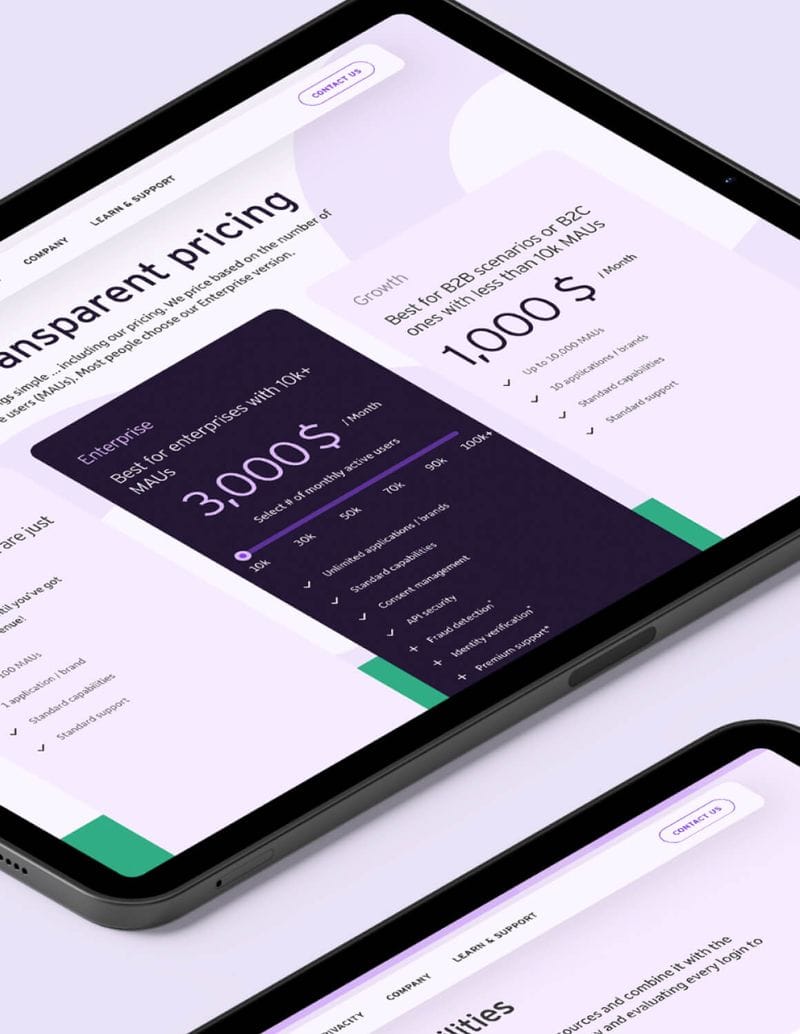 COMPANY
LEARN & SUPPORT
CONTACT US
ansparent pricing
gs simple ... including our pricing. We price based on the number of
e users (MAUs). Most people choose our Enterprise version.
are just
til you've got
enue!
100 MAUs
1 application / brand
Standard capabilities
Standard support
Enterprise
Best for enterprises with 10k+
MAUs
3,000 $ / Month
Select # of monthly active users
10k 30k 50k 70k 90k 100k+
Unlimited applications / brands
Standard capabilities
Consent management
API security
+ Fraud detection*
+ Identity verification*
+ Premium support*
Growth
Best for B2B scenarios or B2C
ones with less than 10k MAUs
1,000 $ / Month
Up to 10,000 MAUs
10 applications / brands
Standard capabilities
Standard support
RIVACITY
COMPANY
LEARN & SUPPORT
CONTACT US
ilities
ources and combine it with the
y and evaluating every login to